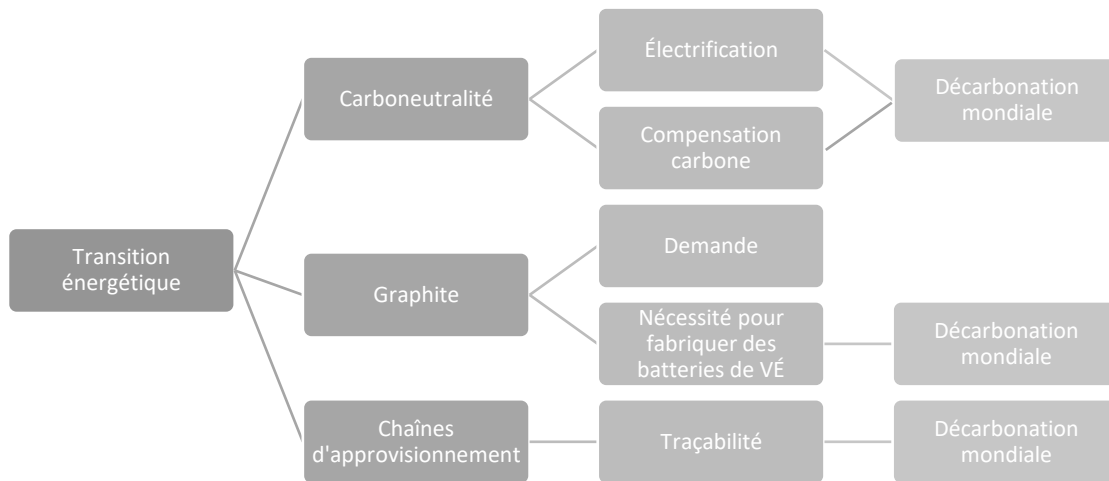 Transition
énergétique
Carboneutralité
Électrification
Compensation
carbone
Décarbonation
mondiale
Graphite
Demande
Nécessité pour
fabriquer des
batteries de VÉ
Décarbonation
mondiale
Chaînes
d'approvisionnement
Traçabilité
Décarbonation
mondiale